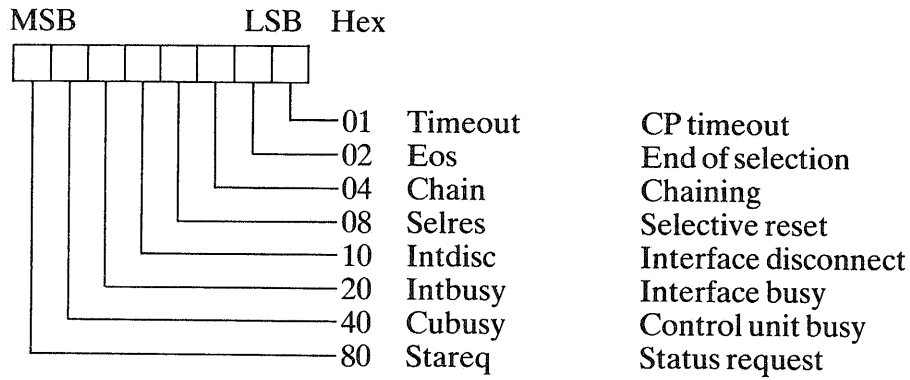 MSB LSB Hex
01 Timeout CP timeout
02 Eos End of selection
04 Chain Chaining
08 Selres Selective reset
10 Intdisc Interface disconnect
20 Intbusy Interface busy
40 Cubusy Control unit busy
80 Stareq Status request